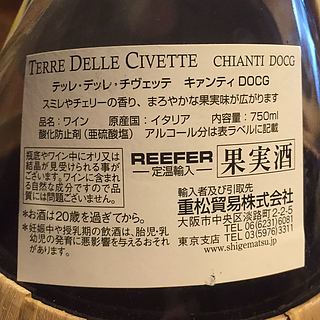 TERRE DELLE CIVETTE CHIANTI DOCG
テッレ・デッレ・チヴェッテ キャンティ DOCG
スミレやチェリーの香り、まろやかな果実味が広がります
品名：ワイン 原産国：イタリア 内容量：750ml
酸化防止剤（亜硫酸塩） アルコール分は表ラベルに記載
瓶底やワイン中にオリ又は
結晶が見受けられる事がご
ざいます。ワインに含まれ
る自然な成分ですので品質
には問題ございません。
REEFER
定温輸入
果実酒
輸入者及び引取先
重松貿易株式会社
大阪市中央区淡路町2-2-5
大阪 TEL 06(6231)6081
東京支店 TEL 03(5976)3311
www.shigematsu.jp
*お酒は20歳を過ぎてから。
*妊娠中や授乳期の飲酒は、胎児・乳
幼児の発育に悪影響を与えるおそれ
があります。